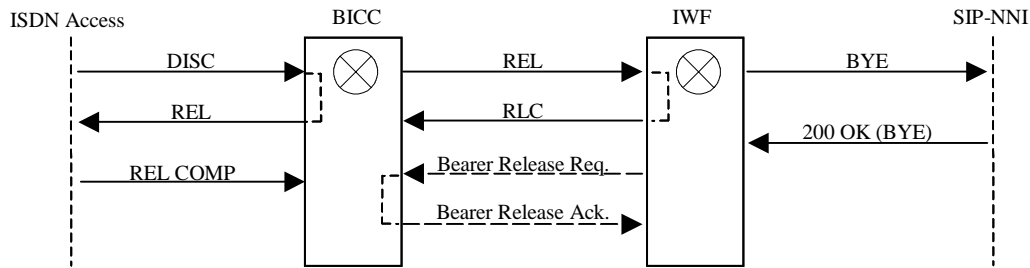 ISDN Access
BICC
IWF
SIP-NNI
DISC
REL
BYE
REL
RLC
200 OK (BYE)
REL COMP
Bearer Release Req.
Bearer Release Ack.